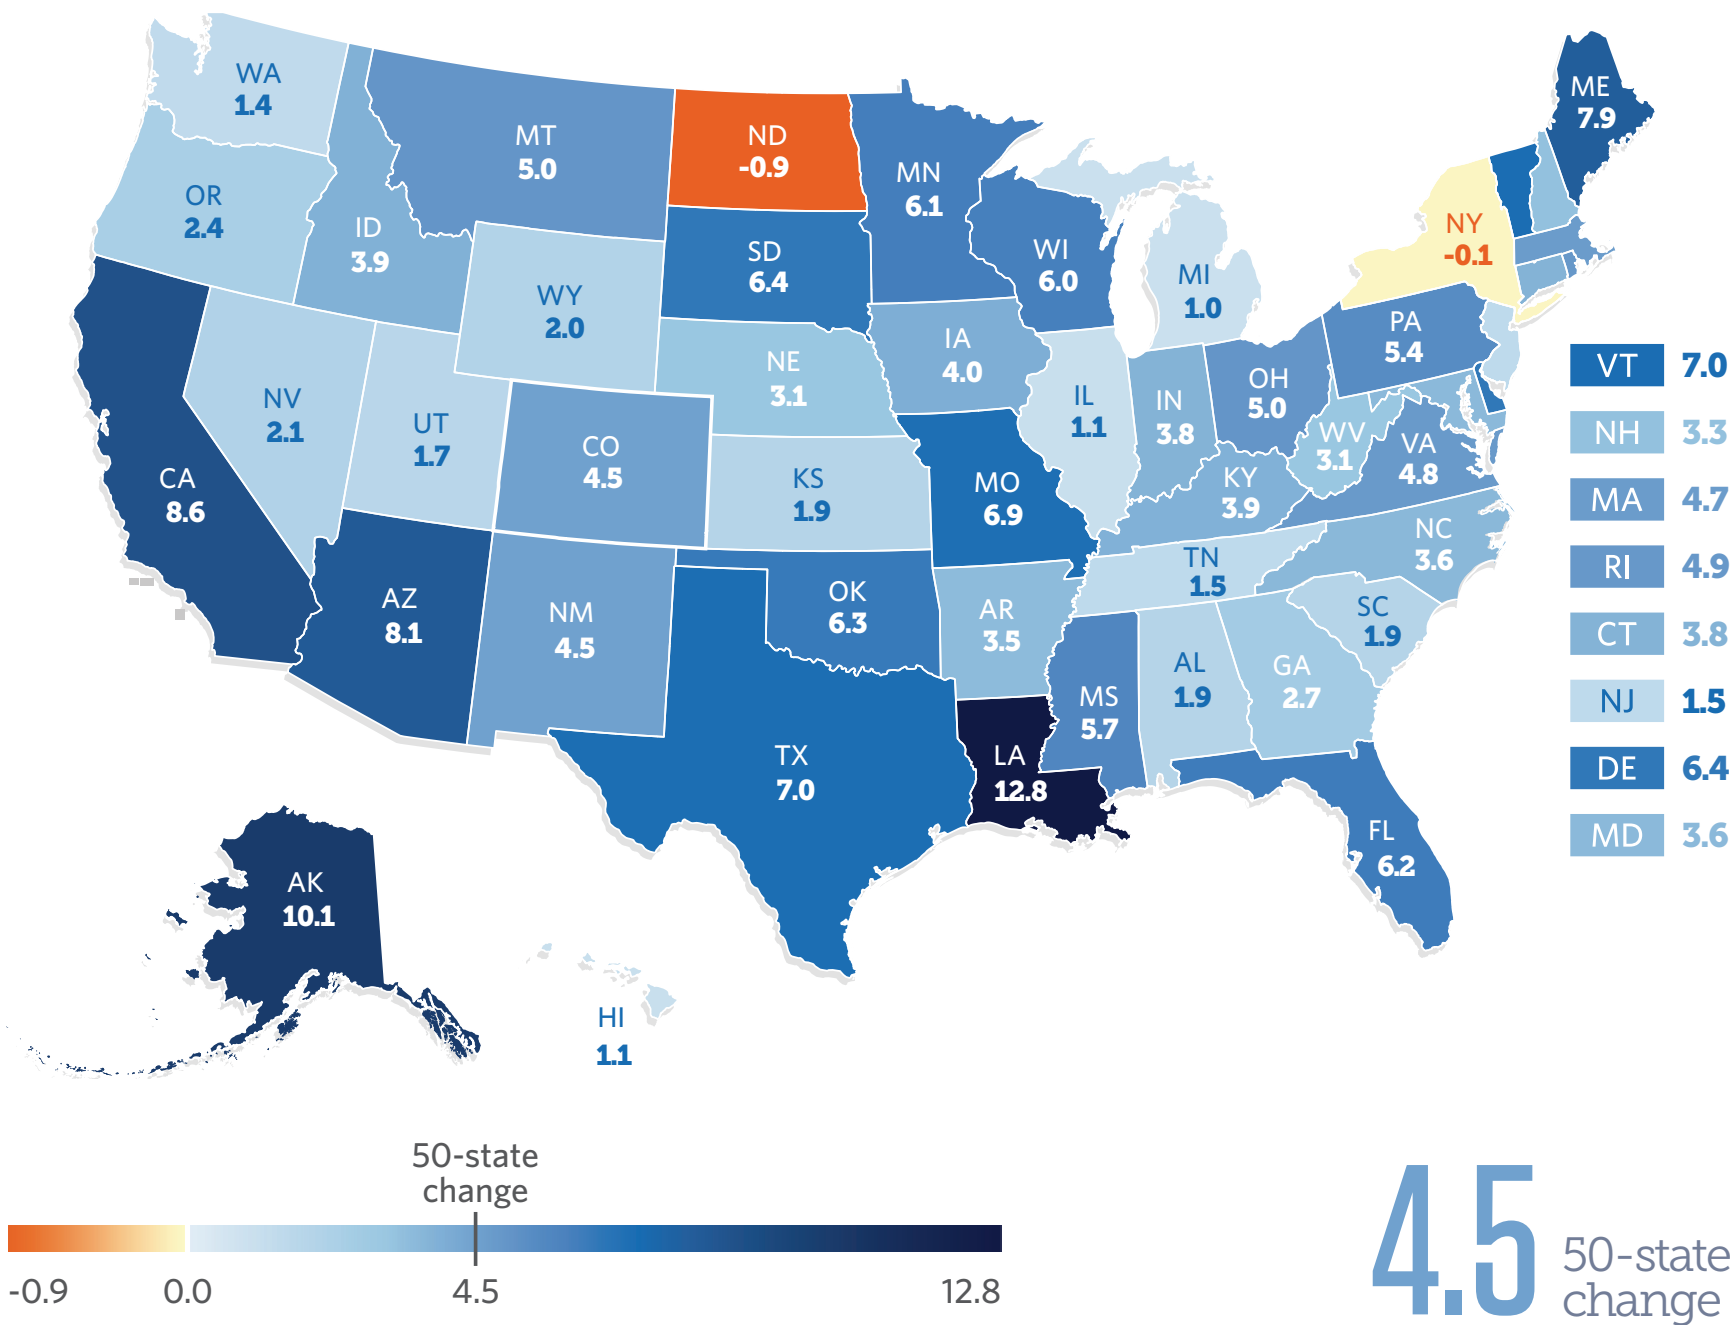 WA
1.4
MT
5.0
ND
-0.9
MN
6.1
ME
7.9
OR
2.4
ID
3.9
SD
6.4
WI
6.0
NY
-0.1
WY
2.0
MI
1.0
IA
4.0
PA
5.4
NE
3.1
NV
2.1
UT
1.7
CO
4.5
IL
1.1
IN
3.8
OH
5.0
WV
3.1
VA
4.8
CA
8.6
KS
1.9
MO
6.9
KY
3.9
NC
3.6
TN
1.5
AZ
8.1
NM
4.5
OK
6.3
AR
3.5
SC
1.9
MS
5.7
AL
1.9
GA
2.7
TX
7.0
LA
12.8
FL
6.2
AK
10.1
HI
1.1
VT 7.0
NH 3.3
MA 4.7
RI 4.9
CT 3.8
NJ 1.5
DE 6.4
MD 3.6
50-state
change
-0.9 0.0 4.5 12.8
4.5 50-state
change